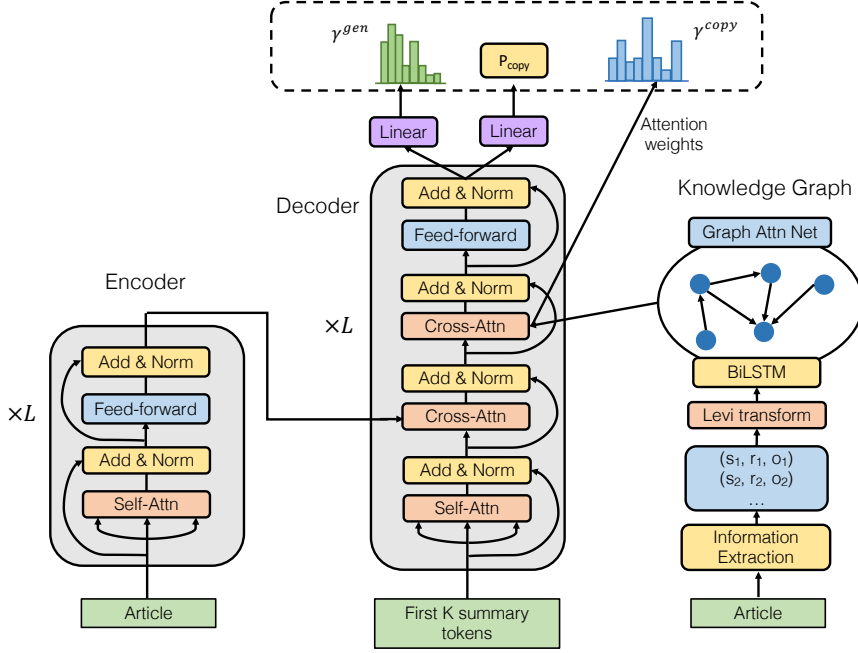 γ^{gen}
P_{copy}
γ^{copy}
Linear
Linear
Attention
weights
Decoder
Add & Norm
Feed-forward
Add & Norm
Cross-Attn
Add & Norm
Cross-Attn
Add & Norm
Self-Attn
×L
First K summary
tokens
Encoder
Add & Norm
Feed-forward
Add & Norm
Self-Attn
×L
Article
Knowledge Graph
Graph Attn Net
BiLSTM
Levi transform
(s₁, r₁, o₁)
(s₂, r₂, o₂)
...
Information
Extraction
Article